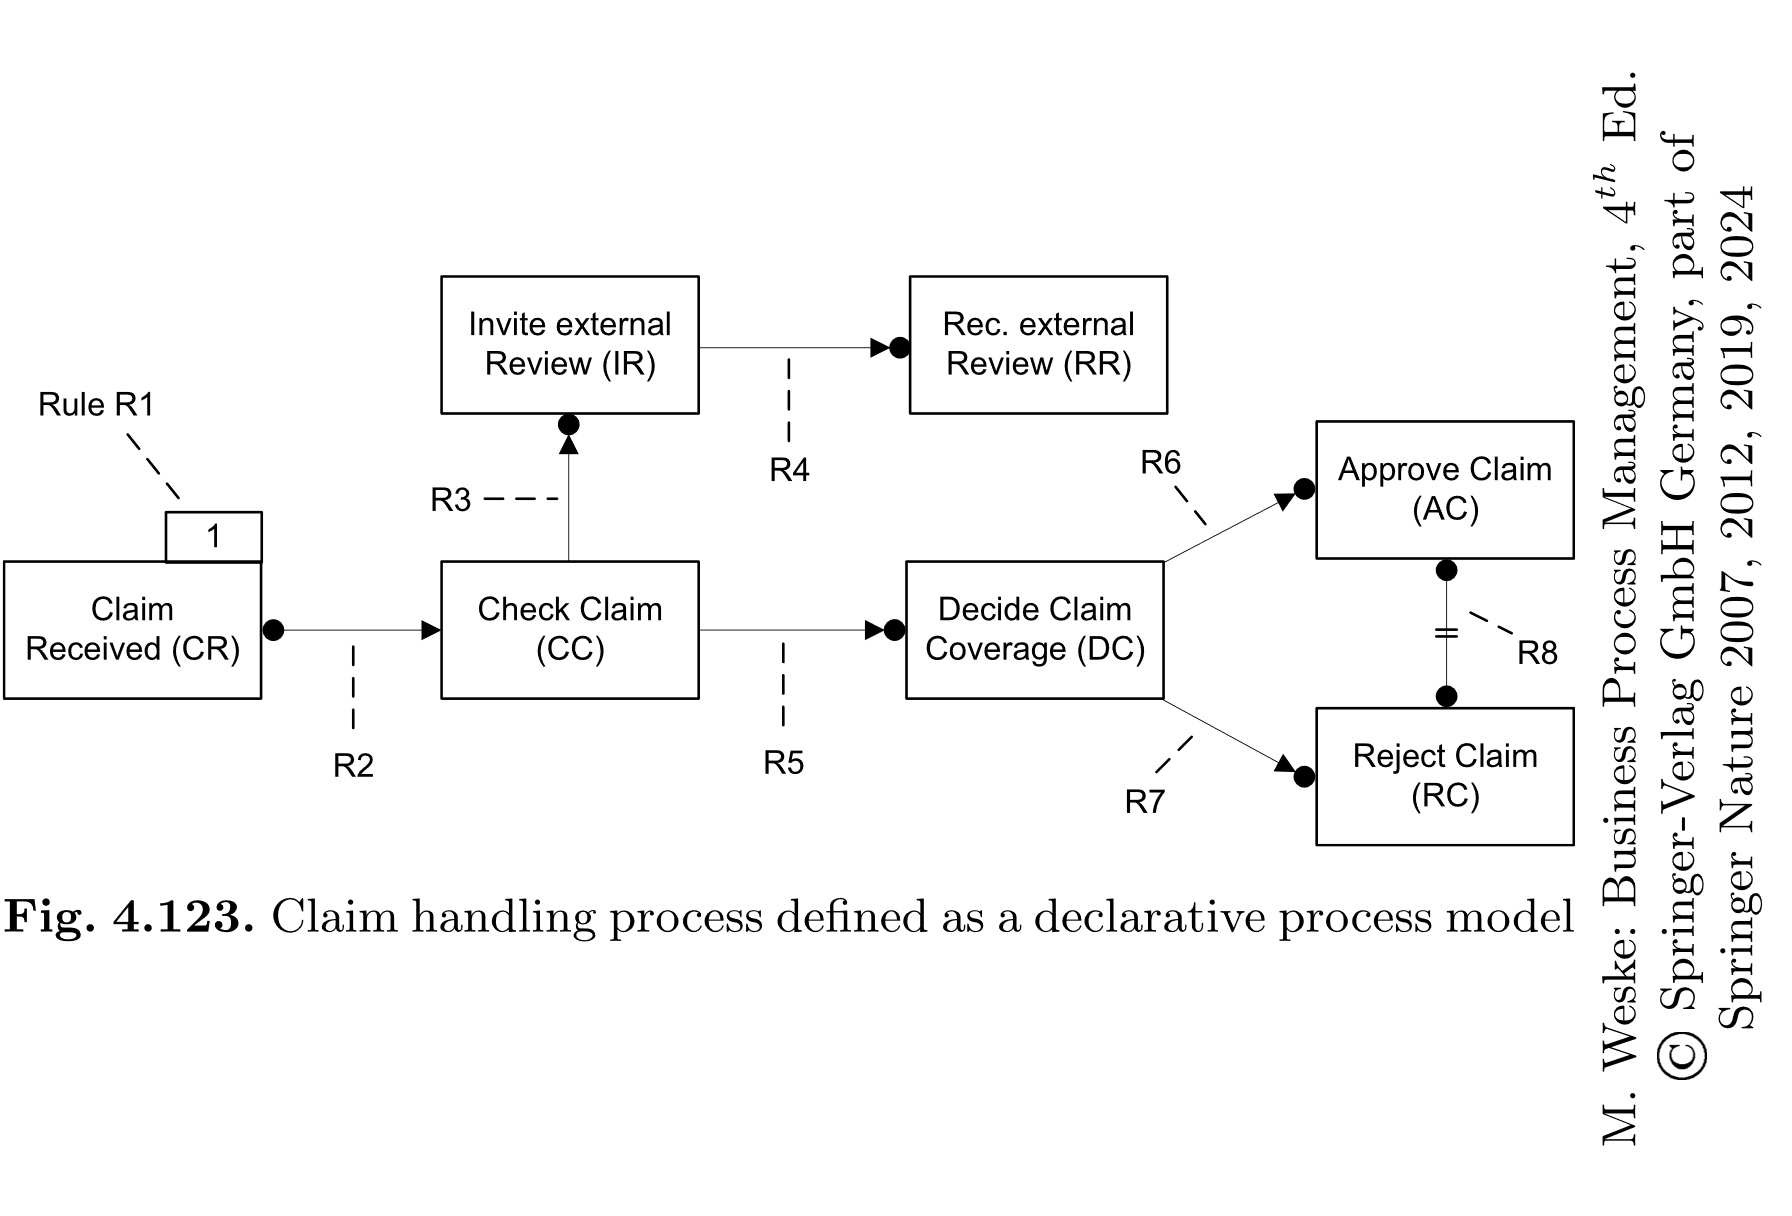 Invite external
Review (IR)
Rec. external
Review (RR)
Rule R1
R4
R3
R6
Approve Claim
(AC)
1
Claim
Received (CR)
Check Claim
(CC)
Decide Claim
Coverage (DC)
R8
R2
R5
R7
Reject Claim
(RC)
Fig. 4.123. Claim handling process defined as a declarative process model
M. Weske: Business Process Management, 4th Ed.
© Springer-Verlag GmbH Germany, part of
Springer Nature 2007, 2012, 2019, 2024